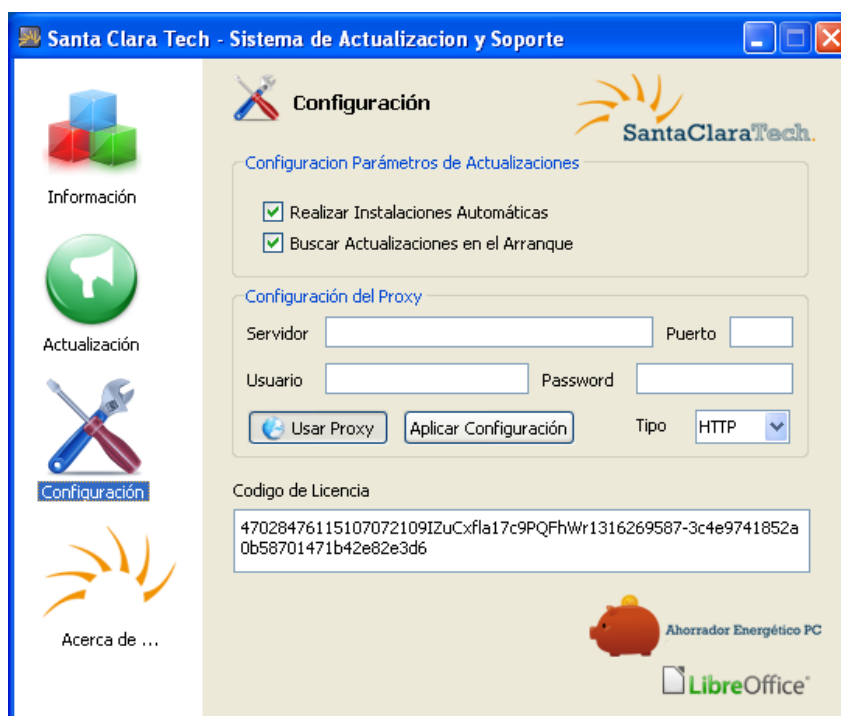 Santa Clara Tech - Sistema de Actualizacion y Soporte
Información
Actualización
Configuración
Acerca de ...
Configuración
SantaClaraTech.
Configuracion Parámetros de Actualizaciones
Realizar Instalaciones Automáticas
Buscar Actualizaciones en el Arranque
Configuración del Proxy
Servidor Puerto
Usuario Password
Usar Proxy Aplicar Configuración Tipo HTTP
Codigo de Licencia
47028476115107072109IZuCxfla17c9PQFhWr1316269587-3c4e9741852a
0b58701471b42e82e3d6
Ahorrador Energético PC
LibreOffice